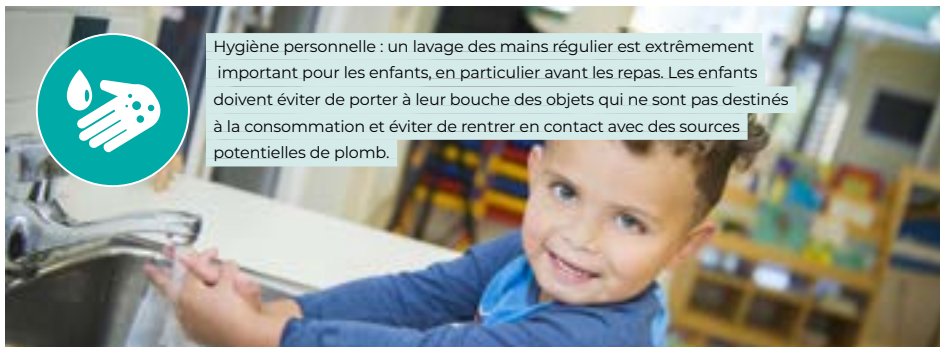 Hygiène personnelle : un lavage des mains régulier est extrêmement
important pour les enfants, en particulier avant les repas. Les enfants
doivent éviter de porter à leur bouche des objets qui ne sont pas destinés
à la consommation et éviter de rentrer en contact avec des sources
potentielles de plomb.